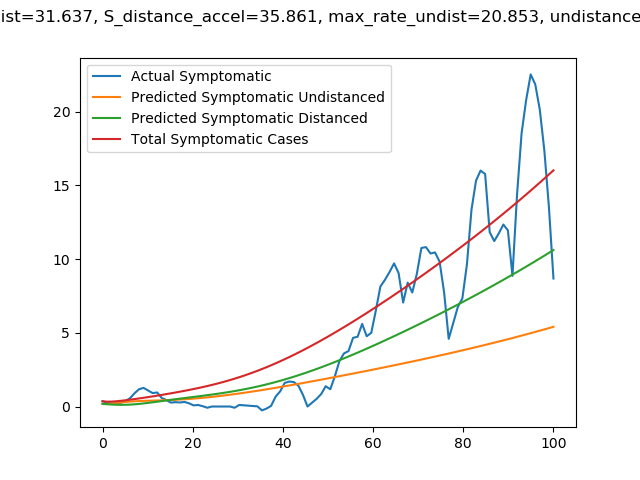 ist=31.637, S_distance_accel=35.861, max_rate_undist=20.853, undistance
Actual Symptomatic
Predicted Symptomatic Undistanced
Predicted Symptomatic Distanced
Total Symptomatic Cases
20
15
10
5
0
0 20 40 60 80 100